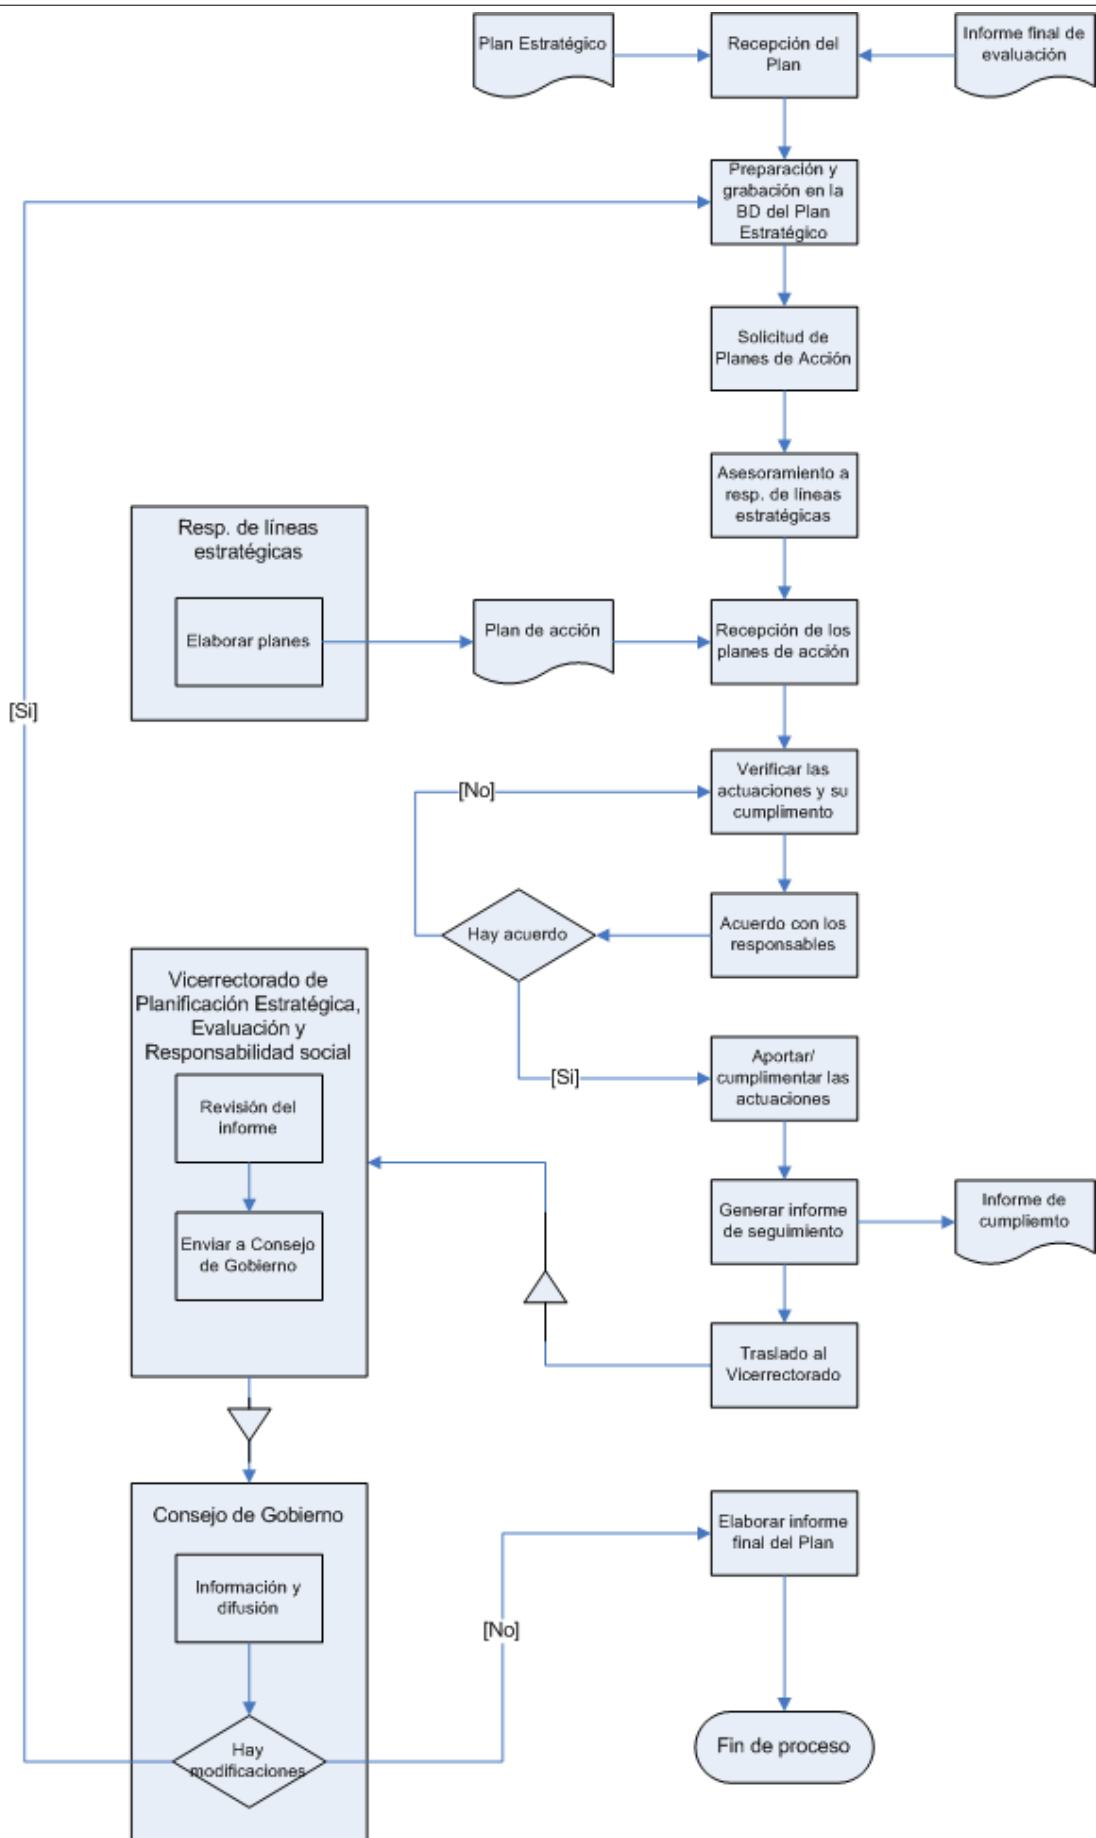 Plan Estratégico
Recepción del
Plan
Informe final de
evaluación
Preparación y
grabación en la
BD del Plan
Estratégico
Solicitud de
Planes de Acción
Asesoramiento a
resp. de líneas
estratégicas
Resp. de líneas
estratégicas
Elaborar planes
Plan de acción
Recepción de los
planes de acción
[Si]
Verificar las
actuaciones y su
cumplimento
[No]
Hay acuerdo
Acuerdo con los
responsables
Vicerrectorado de
Planificación Estratégica,
Evaluación y
Responsabilidad social
Revisión del
informe
Enviar a Consejo
de Gobierno
[Si]
Aportar/
cumplimentar las
actuaciones
Generar informe
de seguimiento
Informe de
cumpliemto
Traslado al
Vicerrectorado
Consejo de Gobierno
Información y
difusión
Hay
modificaciones
[No]
Elaborar informe
final del Plan
Fin de proceso